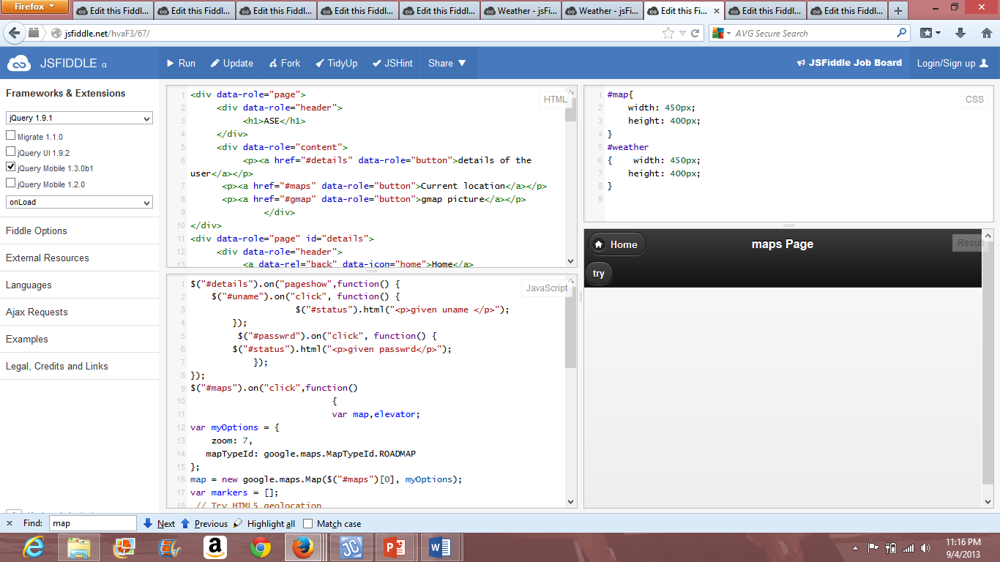 Firefox
Edit this Fiddl...
Edit this Fiddl...
Edit this Fiddl...
Edit this Fiddl...
Edit this Fiddl...
Weather - jsFi...
Weather - jsFi...
Edit this Fi...
Edit this Fiddl...
Edit this Fiddl...
jsfiddle.net/hvaF3/67/
AVG Secure Search
JSFIDDLE α
Run
Update
Fork
TidyUp
JSHint
Share
JSFiddle Job Board
Login/Sign up
Frameworks & Extensions
jQuery 1.9.1
Migrate 1.1.0
jQuery UI 1.9.2
jQuery Mobile 1.3.0b1
jQuery Mobile 1.2.0
onLoad
Fiddle Options
External Resources
Languages
Ajax Requests
Examples
Legal, Credits and Links
HTML
1 <div data-role="page">
2 <div data-role="header">
3 <h1>ASE</h1>
4 </div>
5 <div data-role="content">
6 <p><a href="#details" data-role="button">details of the
user</a></p>
7 <p><a href="#maps" data-role="button">Current location</a></p>
8 <p><a href="#gmap" data-role="button">gmap picture</a></p>
9 </div>
10 </div>
11 <div data-role="page" id="details">
12 <div data-role="header">
13 <a data-rel="back" data-icon="home">Home</a>
JavaScript
1 $("#details").on("pageshow",function() {
2 $("#uname").on("click", function() {
3 $("#status").html("<p>given uname </p>");
4 });
5 $("#passwrd").on("click", function() {
6 $("#status").html("<p>given passwrd</p>");
7 });
8 });
9 $("#maps").on("click",function()
10 {
11 var map,elevator;
12 var myOptions = {
13 zoom: 7,
14 mapTypeId: google.maps.MapTypeId.ROADMAP
15 };
16 map = new google.maps.Map($("#maps")[0], myOptions);
17 var markers = [];
18 // Try HTML5 geolocation
CSS
1 #map{
2 width: 450px;
3 height: 400px;
4 }
5 #weather
6 { width: 450px;
7 height: 400px;
8 }
9
Home
maps Page
Result
try
Find:
map
Next
Previous
Highlight all
Match case
11:16 PM
9/4/2013